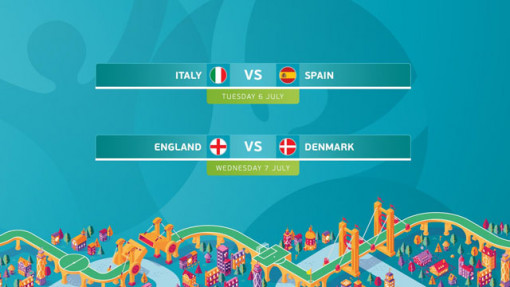 ITALY VS SPAIN
TUESDAY 6 JULY
ENGLAND VS DENMARK
WEDNESDAY 7 JULY